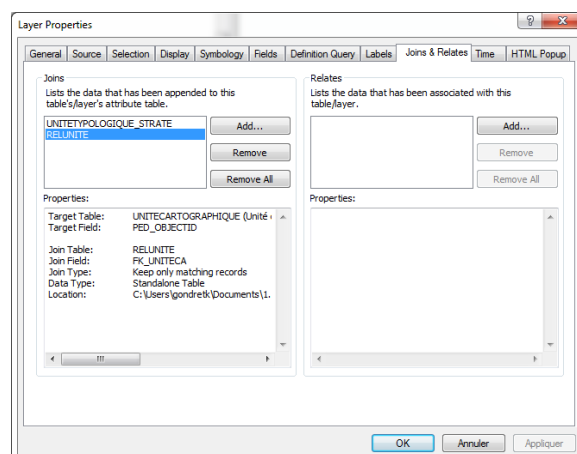 Layer Properties
General Source Selection Display Symbology Fields Definition Query Labels Joins & Relates Time HTML Popup
Joins
Lists the data that has been appended to this
table's/layer's attribute table.
UNITETYPOLOGIQUE_STRATE
RELUNITE
Add...
Remove
Remove All
Properties:
Target Table: UNITECARTOGRAPHIQUE (Unité
Target Field: PED_OBJECTID
Join Table: RELUNITE
Join Field: FK_UNITECA
Join Type: Keep only matching records
Data Type: Standalone Table
Location: C:\Users\gondretk\Documents\1.
Relates
Lists the data that has been associated with this
table/layer.
Add...
Remove
Remove All
Properties:
OK Annuler Appliquer